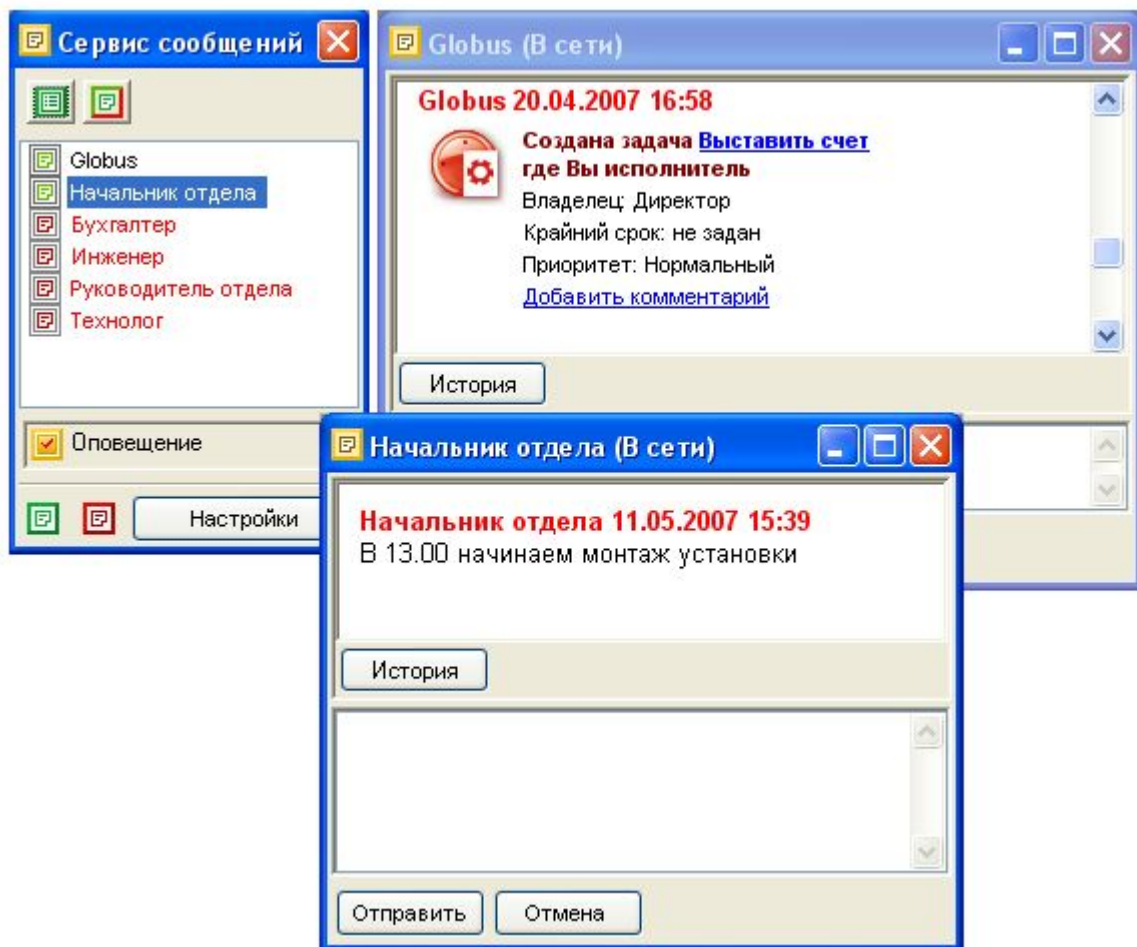 Сервис сообщений
Globus
Начальник отдела
Бухгалтер
Инженер
Руководитель отдела
Технолог
Оповещение
Настройки
Globus (В сети)
Globus 20.04.2007 16:58
Создана задача Выставить счет
где Вы исполнитель
Владелец: Директор
Крайний срок: не задан
Приоритет: Нормальный
Добавить комментарий
История
Начальник отдела (В сети)
Начальник отдела 11.05.2007 15:39
В 13.00 начинаем монтаж установки
История
Отправить
Отмена